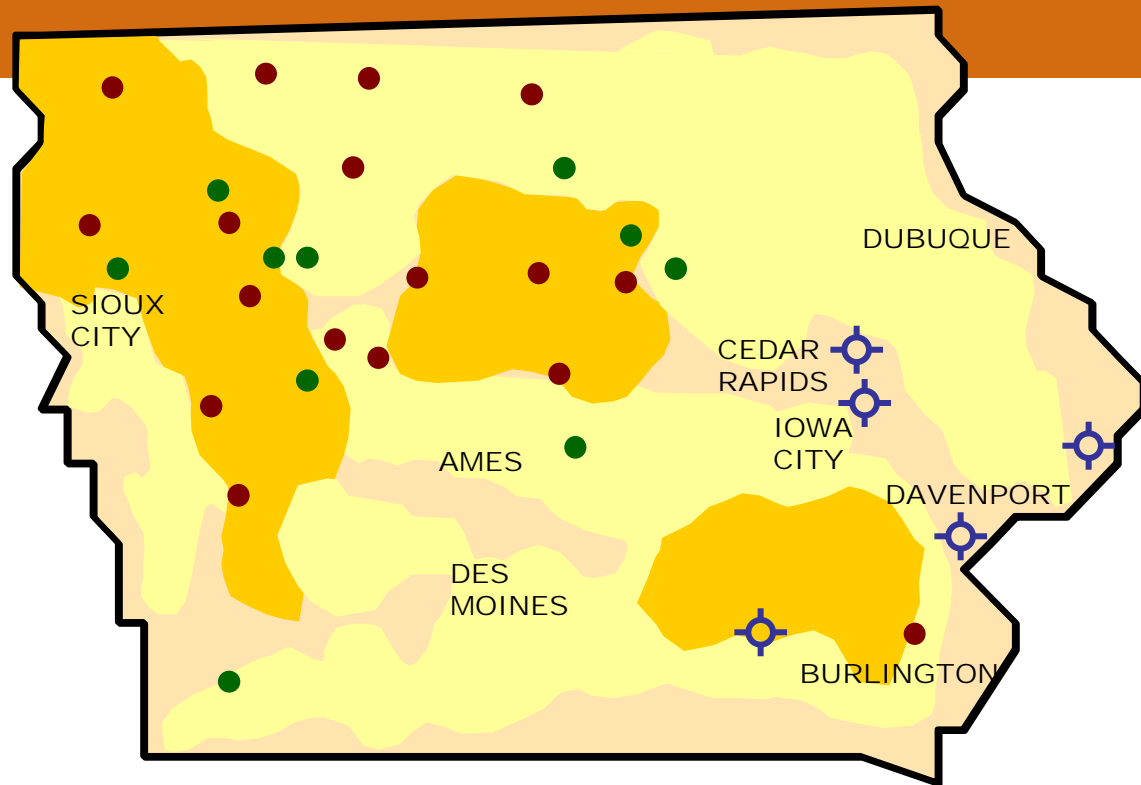 DUBUQUE
SIOUX
CITY
CEDAR
RAPIDS
IOWA
CITY
AMES
DAVENPORT
DES
MOINES
BURLINGTON